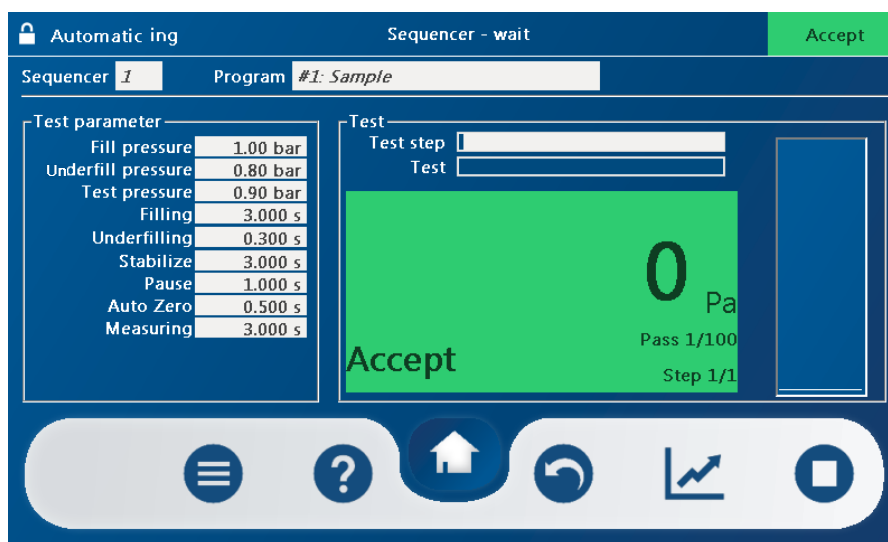 Automatic ing
Sequencer - wait
Accept
Sequencer 1
Program #1: Sample
Test parameter
Fill pressure 1.00 bar
Underfill pressure 0.80 bar
Test pressure 0.90 bar
Filling 3.000 s
Underfilling 0.300 s
Stabilize 3.000 s
Pause 1.000 s
Auto Zero 0.500 s
Measuring 3.000 s
Test
Test step
Test
0 Pa
Pass 1/100
Accept
Step 1/1
?